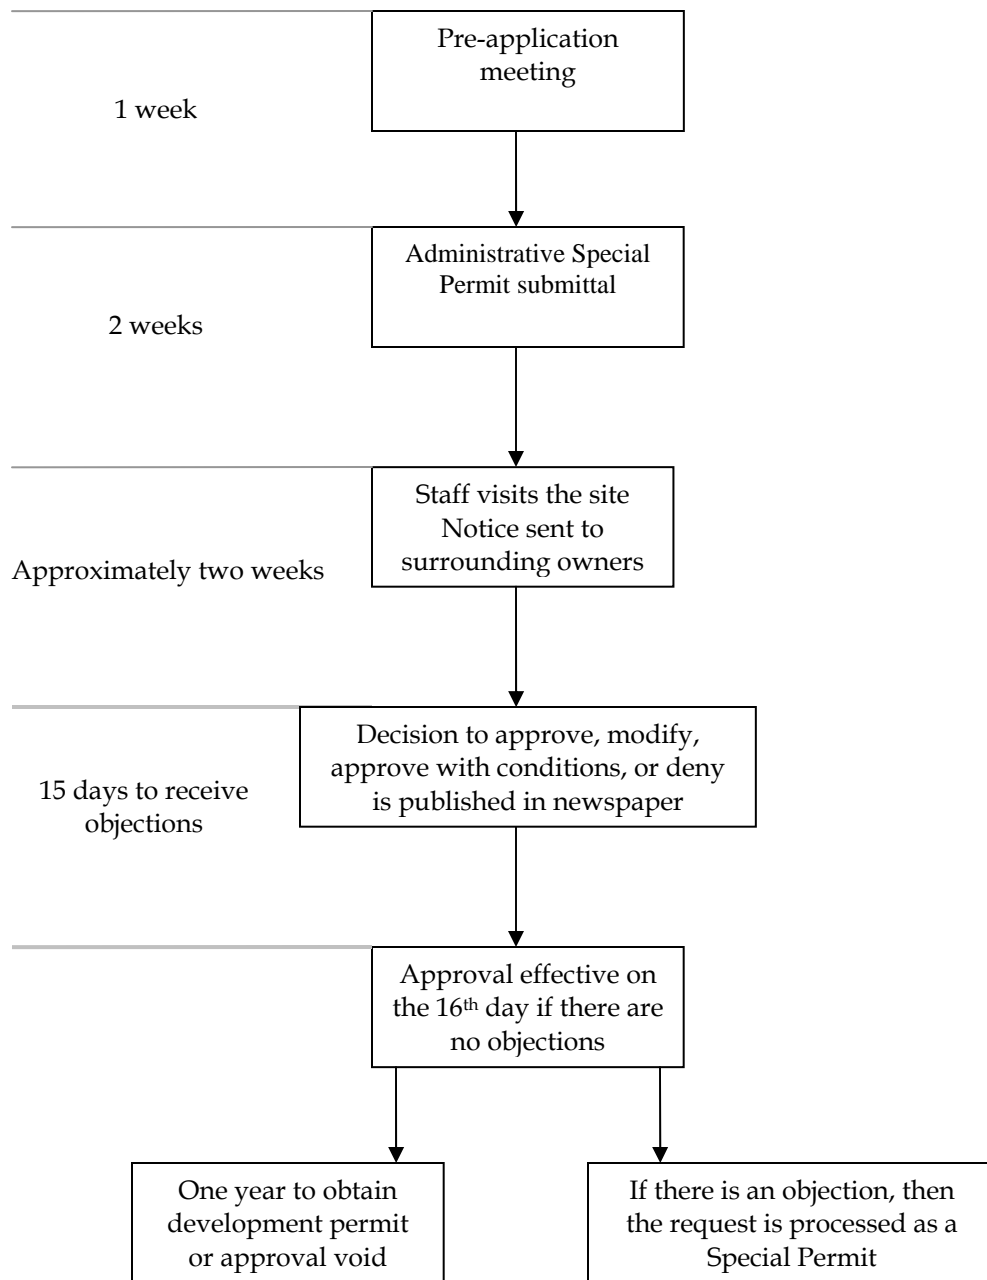 Pre-application
meeting
1 week
Administrative Special
Permit submittal
2 weeks
Staff visits the site
Notice sent to
surrounding owners
Approximately two weeks
Decision to approve, modify,
approve with conditions, or deny
is published in newspaper
15 days to receive
objections
Approval effective on
the 16th day if there are
no objections
One year to obtain
development permit
or approval void
If there is an objection, then
the request is processed as a
Special Permit